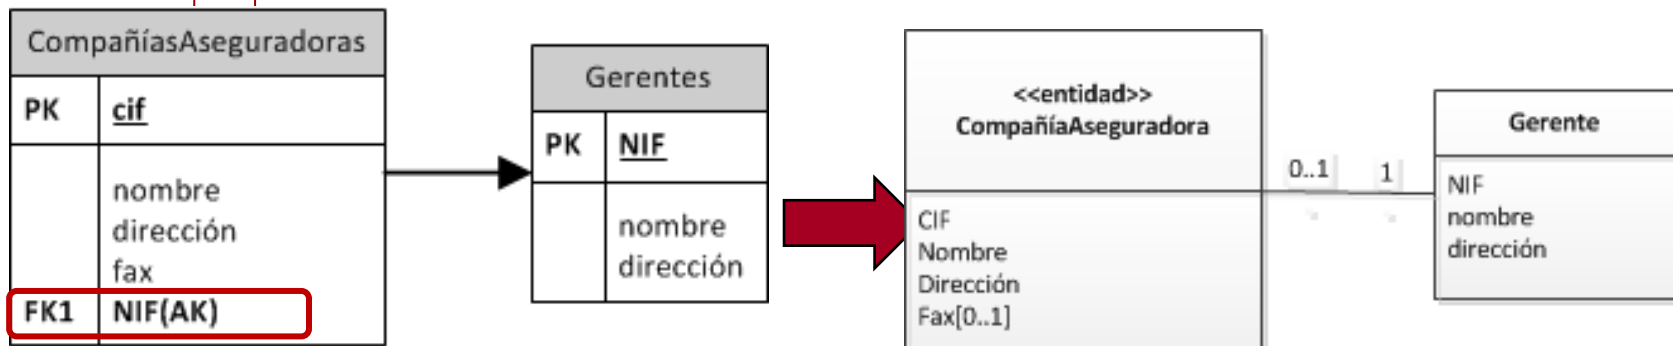 CompañíasAseguradoras
PK cif
nombre
dirección
fax
FK1 NIF(AK)
Gerentes
PK NIF
nombre
dirección
<<entidad>>
CompañíaAseguradora
CIF
Nombre
Dirección
Fax[0..1]
0..1 1
Gerente
NIF
nombre
dirección